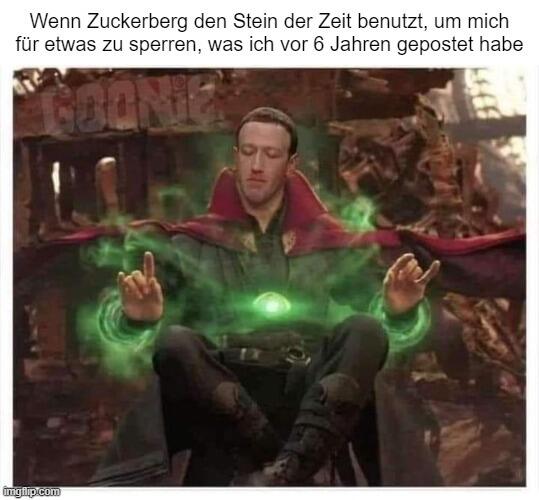 Wenn Zuckerberg den Stein der Zeit benutzt, um mich
für etwas zu sperren, was ich vor 6 Jahren gepostet habe
GOONIE
imgflip.com